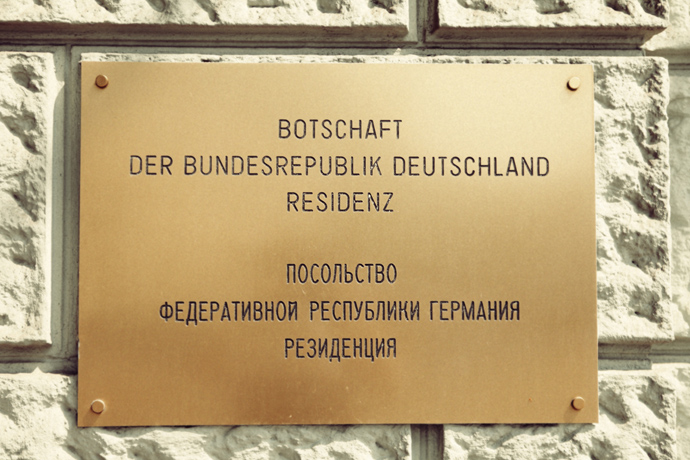 BOTSCHAFT
DER BUNDESREPUBLIK DEUTSCHLAND
RESIDENZ
ПОСОЛЬСТВО
ФЕДЕРАТИВНОЙ РЕСПУБЛИКИ ГЕРМАНИЯ
РЕЗИДЕНЦИЯ